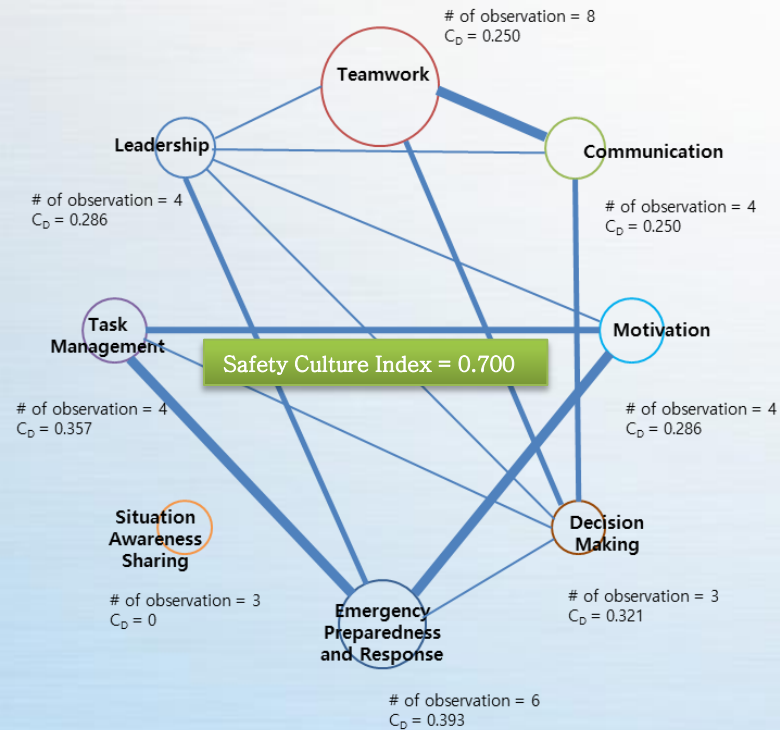 # of observation = 8
C_D = 0.250
Teamwork
Leadership
Communication
# of observation = 4
C_D = 0.286
# of observation = 4
C_D = 0.250
Task
Management
Motivation
Safety Culture Index = 0.700
# of observation = 4
C_D = 0.357
# of observation = 4
C_D = 0.286
Situation
Awareness
Sharing
Decision
Making
# of observation = 3
C_D = 0
# of observation = 3
C_D = 0.321
Emergency
Preparedness
and Response
# of observation = 6
C_D = 0.393